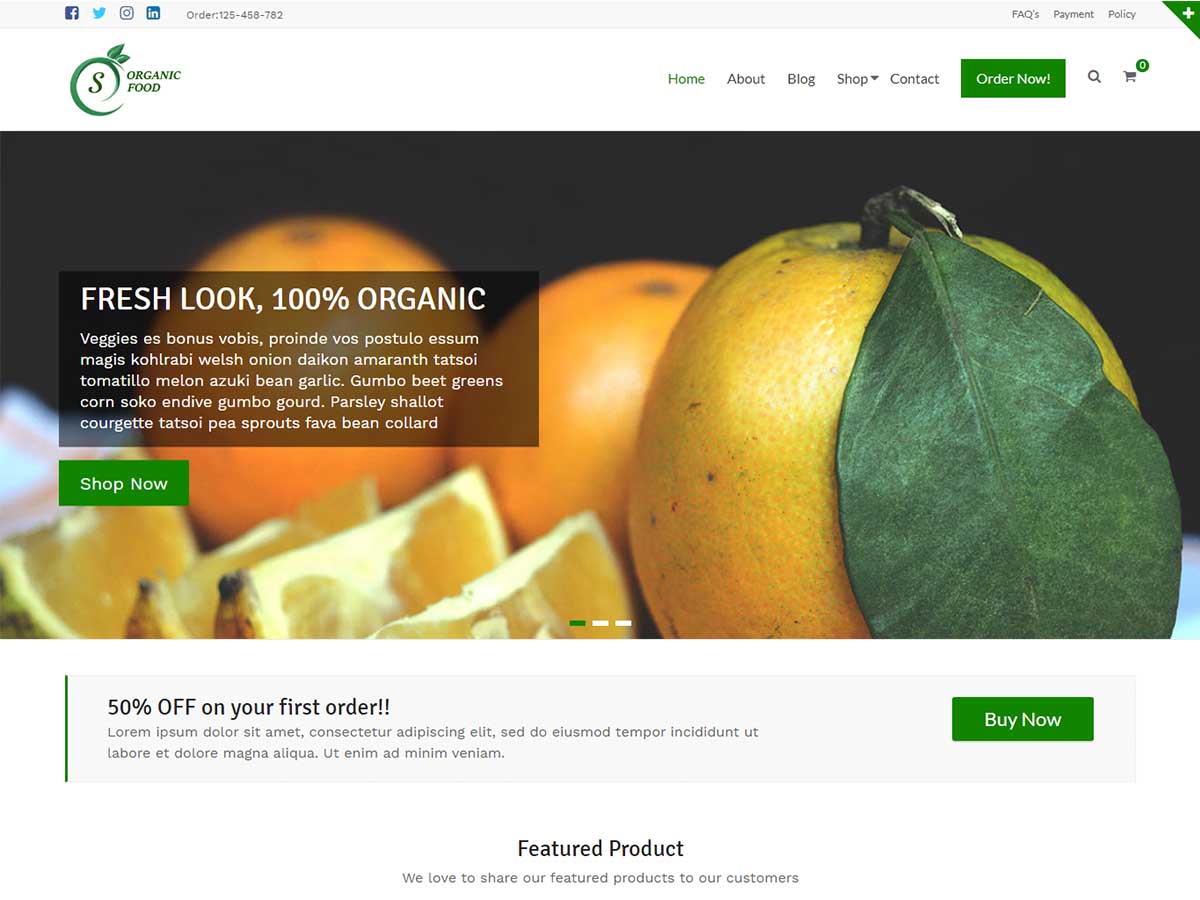 Order:125-458-782
FAQ's Payment Policy
S ORGANIC
FOOD
Home About Blog Shop Contact Order Now! 0
FRESH LOOK, 100% ORGANIC
Veggies es bonus vobis, proinde vos postulo essum
magis kohlrabi welsh onion daikon amaranth tatsoi
tomatillo melon azuki bean garlic. Gumbo beet greens
corn soko endive gumbo gourd. Parsley shallot
courgette tatsoi pea sprouts fava bean collard
Shop Now
50% OFF on your first order!!
Lorem ipsum dolor sit amet, consectetur adipiscing elit, sed do eiusmod tempor incididunt ut
labore et dolore magna aliqua. Ut enim ad minim veniam.
Buy Now
Featured Product
We love to share our featured products to our customers